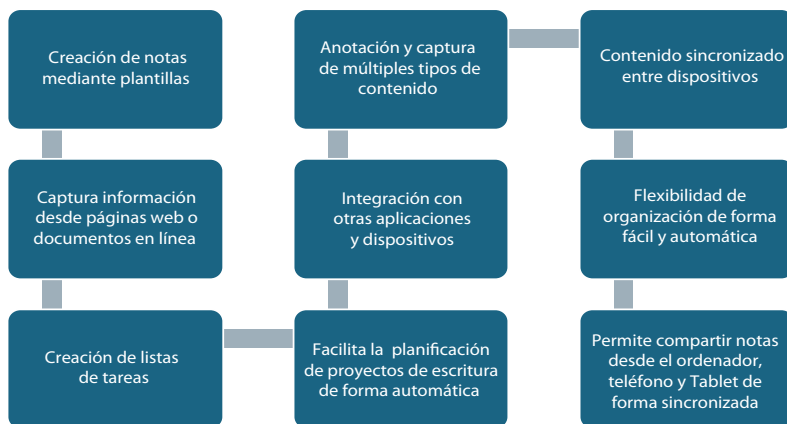 Creación de notas
mediante plantillas
Captura información
desde páginas web o
documentos en línea
Creación de listas
de tareas
Facilita la planificación
de proyectos de escritura
de forma automática
Integración con
otras aplicaciones
y dispositivos
Anotación y captura
de múltiples tipos de
contenido
Contenido sincronizado
entre dispositivos
Flexibilidad de
organización de forma
fácil y automática
Permite compartir notas
desde el ordenador,
teléfono y Tablet de
forma sincronizada